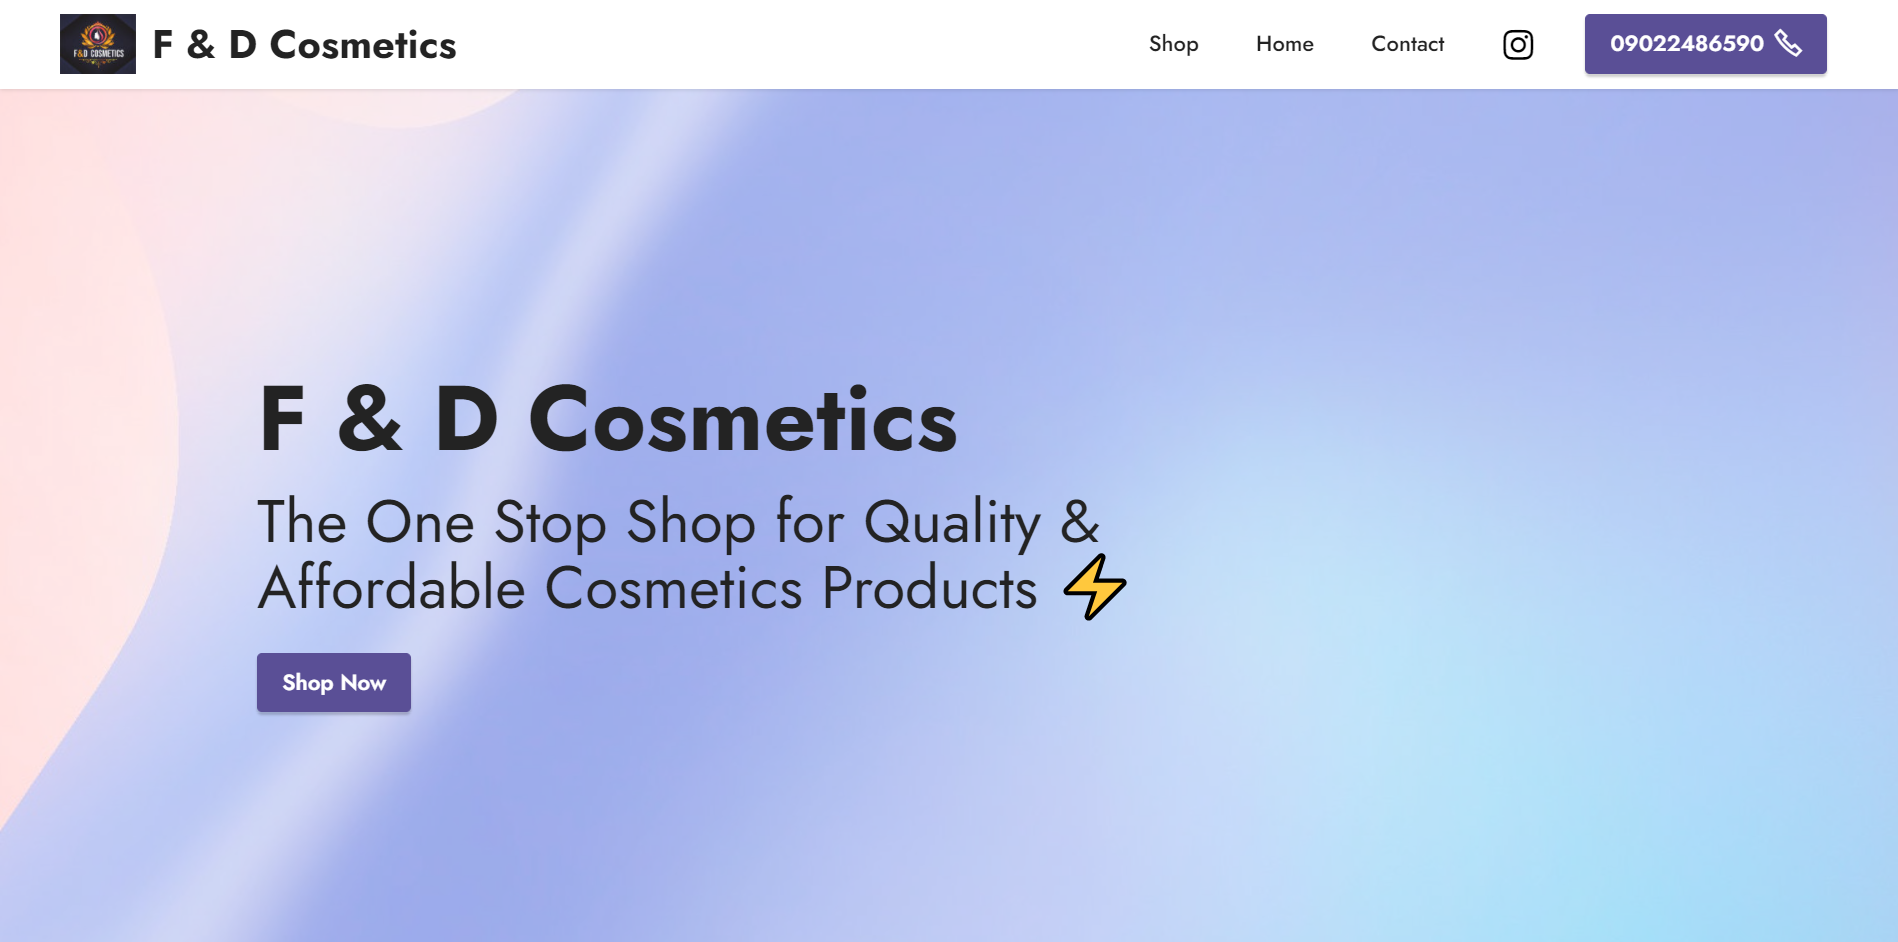 F&D COSMETICS
F & D Cosmetics
Shop
Home
Contact
09022486590
F & D Cosmetics
The One Stop Shop for Quality &
Affordable Cosmetics Products ⚡
Shop Now